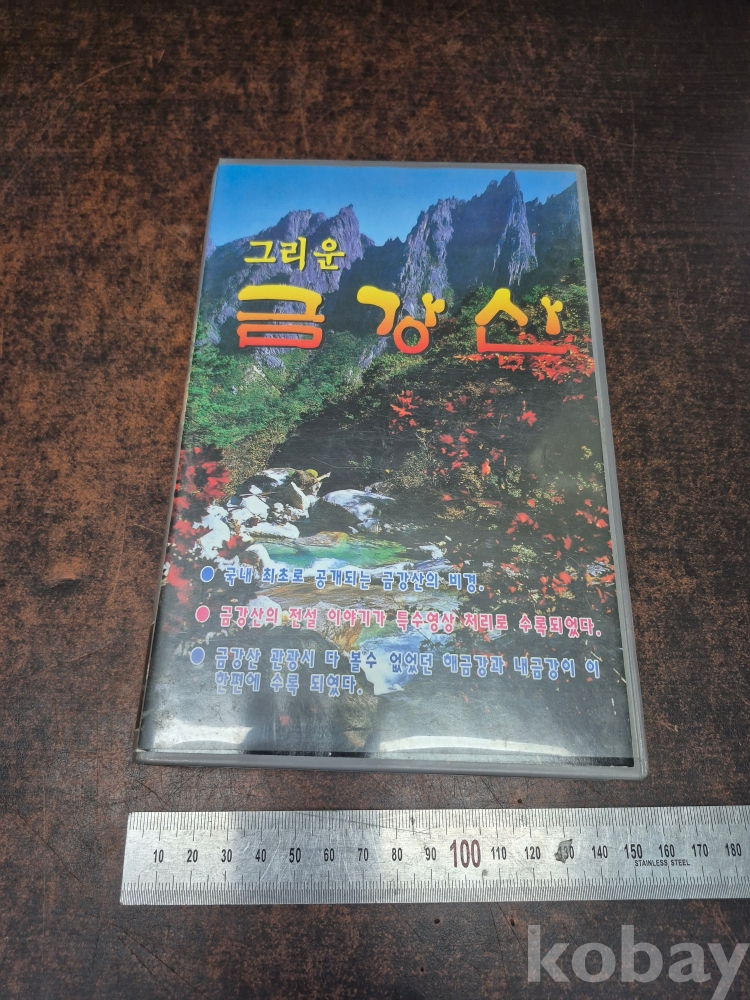 그리운
금강산
국내 최초로 공개되는 금강산의 비경.
금강산의 전설 이야기가 특수영상 처리로 수록되었다.
금강산 관광시 다 볼수 없었던 해금강과 내금강이 이
한편에 수록 되였다.
10 20 30 40 50 60 70 80 90 100 110 120 130 140 150 160 170 180
STAINLESS STEEL
kobay